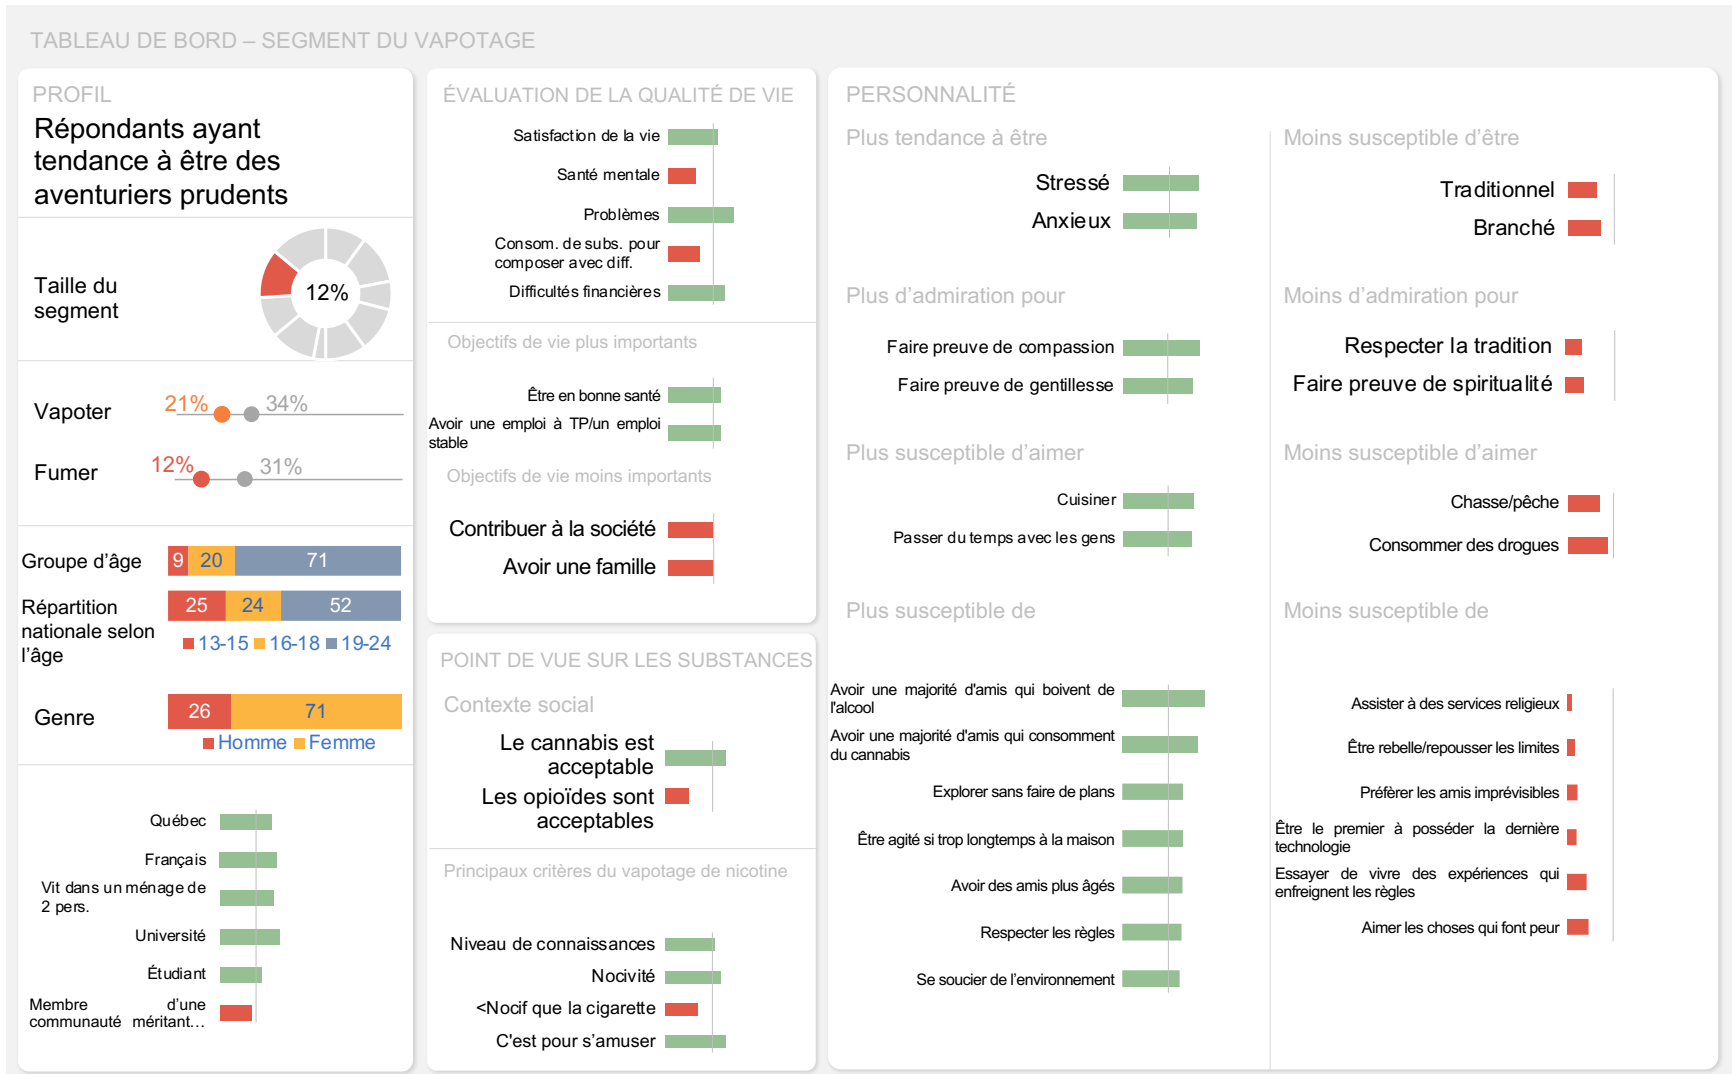 TABLEAU DE BORD – SEGMENT DU VAPOTAGE
PROFIL
Répondants ayant
tendance à être des
aventuriers prudents
Taille du
segment
12%
Vapoter
21%
34%
Fumer
12%
31%
Groupe d’âge
9
20
71
Répartition
nationale selon
l’âge
25
24
52
13-15
16-18
19-24
Genre
26
71
Homme
Femme
Québec
Français
Vit dans un ménage de
2 pers.
Université
Étudiant
Membre d’une
communauté méritant…
ÉVALUATION DE LA QUALITÉ DE VIE
Satisfaction de la vie
Santé mentale
Problèmes
Consom. de subs. pour
composer avec diff.
Difficultés financières
Objectifs de vie plus importants
Être en bonne santé
Avoir une emploi à TP/un emploi
stable
Objectifs de vie moins importants
Contribuer à la société
Avoir une famille
POINT DE VUE SUR LES SUBSTANCES
Contexte social
Le cannabis est
acceptable
Les opioïdes sont
acceptables
Principaux critères du vapotage de nicotine
Niveau de connaissances
Nocivité
<Nocif que la cigarette
C'est pour s’amuser
PERSONNALITÉ
Plus tendance à être
Stressé
Anxieux
Plus d’admiration pour
Faire preuve de compassion
Faire preuve de gentillesse
Plus susceptible d’aimer
Cuisiner
Passer du temps avec les gens
Plus susceptible de
Avoir une majorité d'amis qui boivent de
l'alcool
Avoir une majorité d'amis qui consomment
du cannabis
Explorer sans faire de plans
Être agité si trop longtemps à la maison
Avoir des amis plus âgés
Respecter les règles
Se soucier de l’environnement
Moins susceptible d’être
Traditionnel
Branché
Moins d’admiration pour
Respecter la tradition
Faire preuve de spiritualité
Moins susceptible d’aimer
Chasse/pêche
Consommer des drogues
Moins susceptible de
Assister à des services religieux
Être rebelle/repousser les limites
Préfèrer les amis imprévisibles
Être le premier à posséder la dernière
technologie
Essayer de vivre des expériences qui
enfreignent les règles
Aimer les choses qui font peur